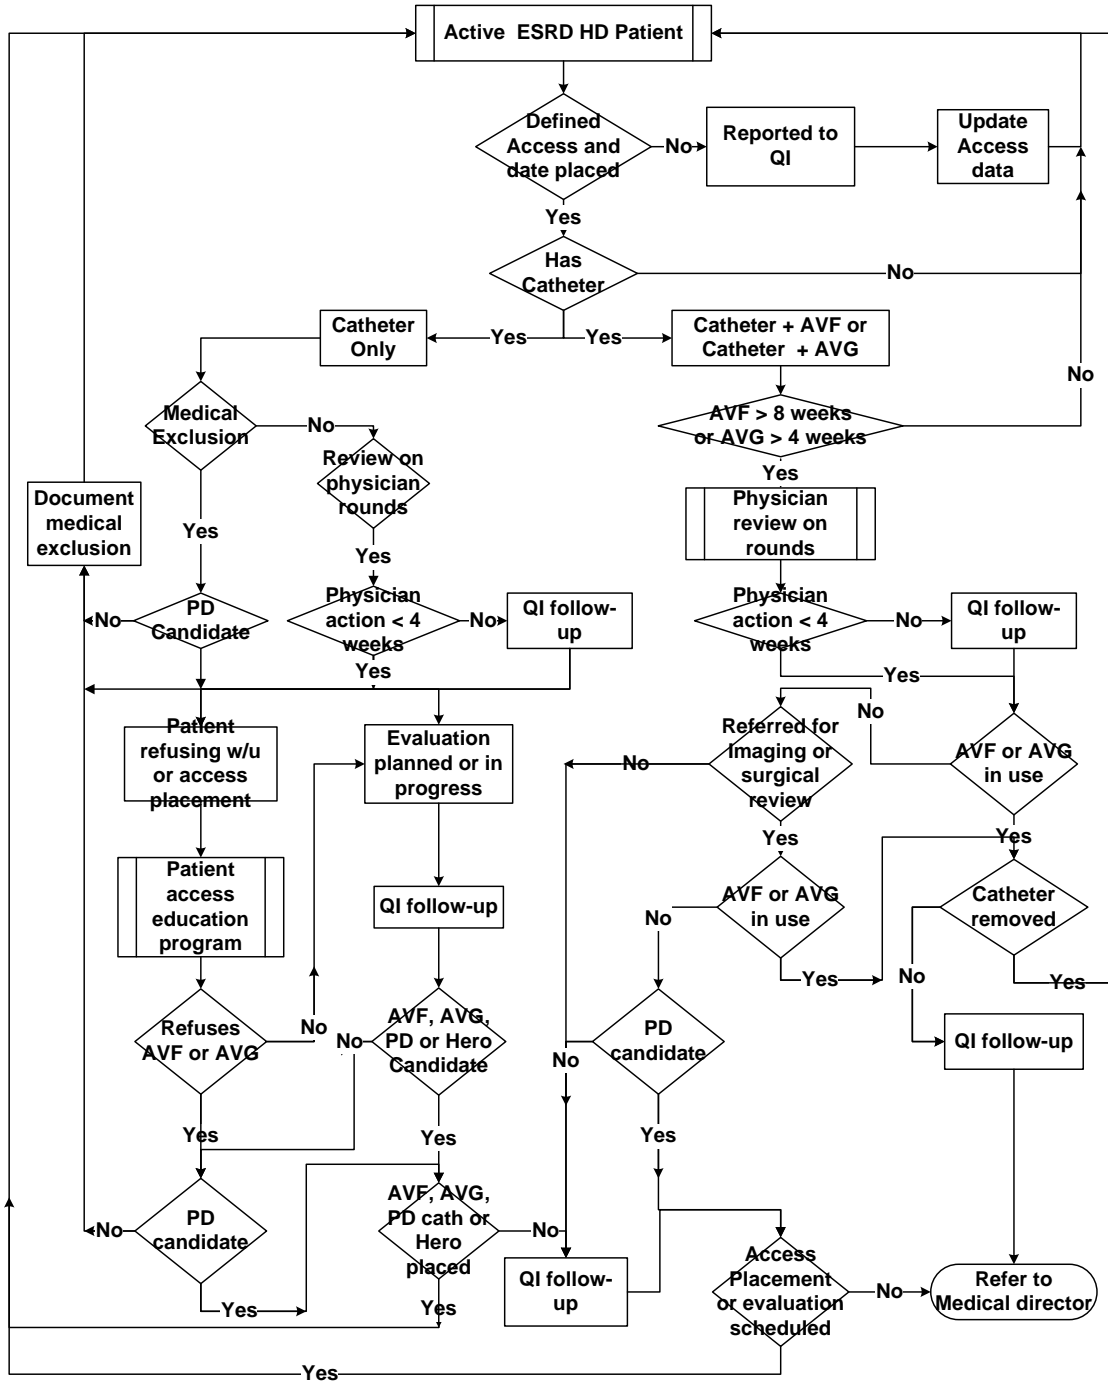 Active  ESRD HD Patient
Defined
Access and
date placed
No
Reported to
QI
Update
Access
data
Yes
Has
Catheter
No
Catheter
Only
Yes
Yes
Catheter + AVF or
Catheter  + AVG
No
Medical
Exclusion
No
AVF > 8 weeks
or AVG > 4 weeks
Review on
physician
rounds
Yes
Document
medical
exclusion
Yes
Physician
review on
rounds
Yes
No
PD
Candidate
Physician
action < 4
weeks
No
QI follow-
up
Physician
action < 4
weeks
No
QI follow-
up
Yes
Yes
Patient
refusing w/u
or access
placement
Evaluation
planned or in
progress
No
Referred for
Imaging or
surgical
review
No
AVF or AVG
in use
Yes
Yes
Patient
access
education
program
QI follow-up
AVF or AVG
in use
Catheter
removed
No
Yes
No
Yes
Refuses
AVF or AVG
No
No
AVF, AVG,
PD or Hero
Candidate
No
PD
candidate
QI follow-up
Yes
Yes
Yes
No
PD
candidate
Yes
AVF, AVG,
PD cath or
Hero
placed
No
Yes
QI follow-
up
Access
Placement
or evaluation
scheduled
No
Refer to
Medical director
Yes